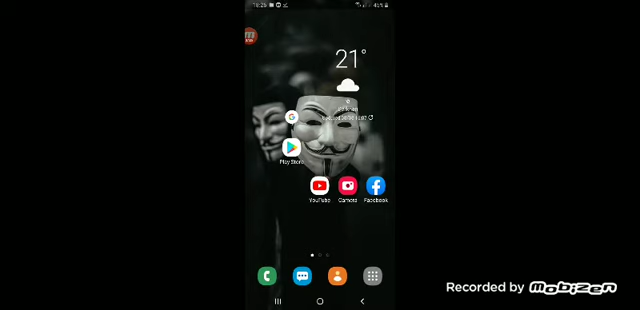 21°
Play Store
YouTube
Camera
Facebook
Recorded by MOBIZEN